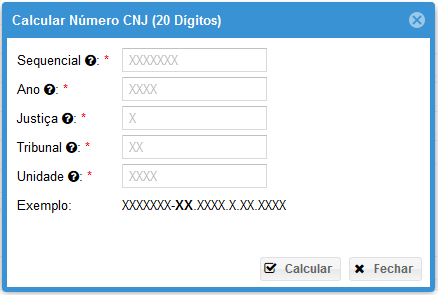 Calcular Número CNJ (20 Dígitos)
Sequencial ?: * XXXXXXX
Ano ?: * XXXX
Justiça ?: * X
Tribunal ?: * XX
Unidade ?: * XXXX
Exemplo: XXXXXXX-XX.XXXX.X.XX.XXXX
Calcular Fechar